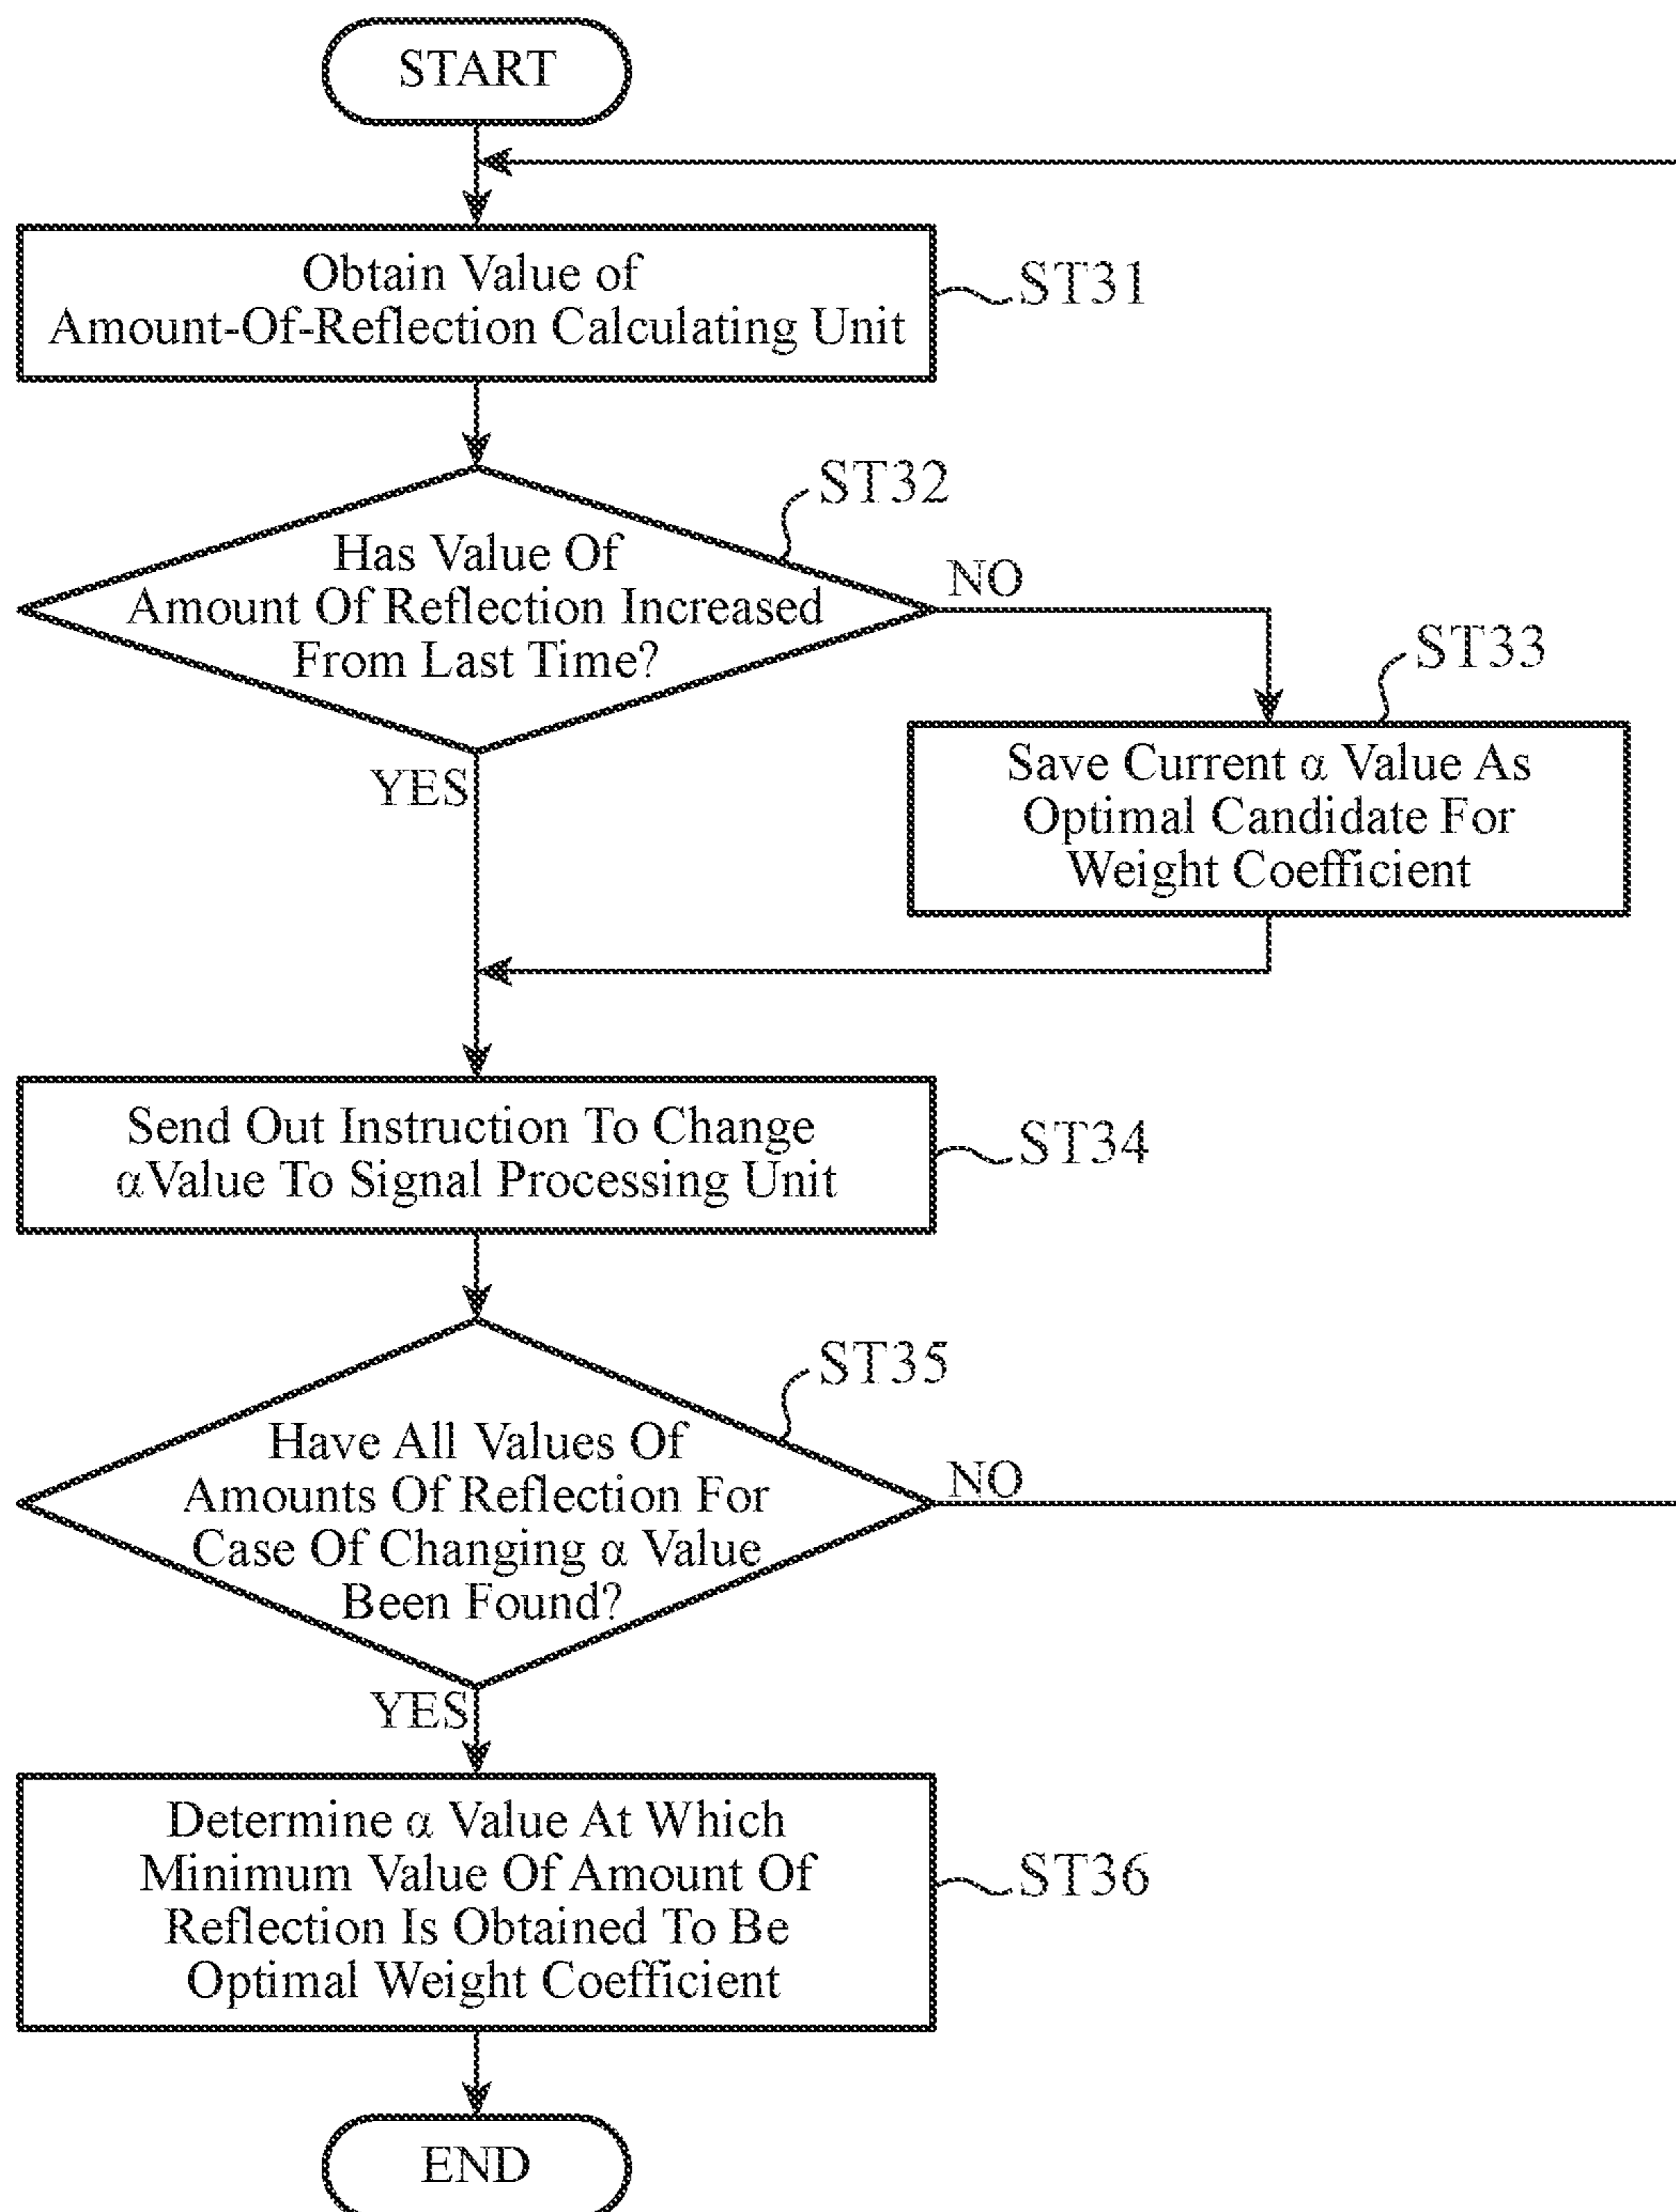 START
Obtain Value of
Amount-Of-Reflection Calculating Unit
ST31
ST32
Has Value Of
Amount Of Reflection Increased
From Last Time?
NO
YES
ST33
Save Current α Value As
Optimal Candidate For
Weight Coefficient
Send Out Instruction To Change
αValue To Signal Processing Unit
ST34
ST35
Have All Values Of
Amounts Of Reflection For
Case Of Changing α Value
Been Found?
NO
YES
Determine α Value At Which
Minimum Value Of Amount Of
Reflection Is Obtained To Be
Optimal Weight Coefficient
ST36
END